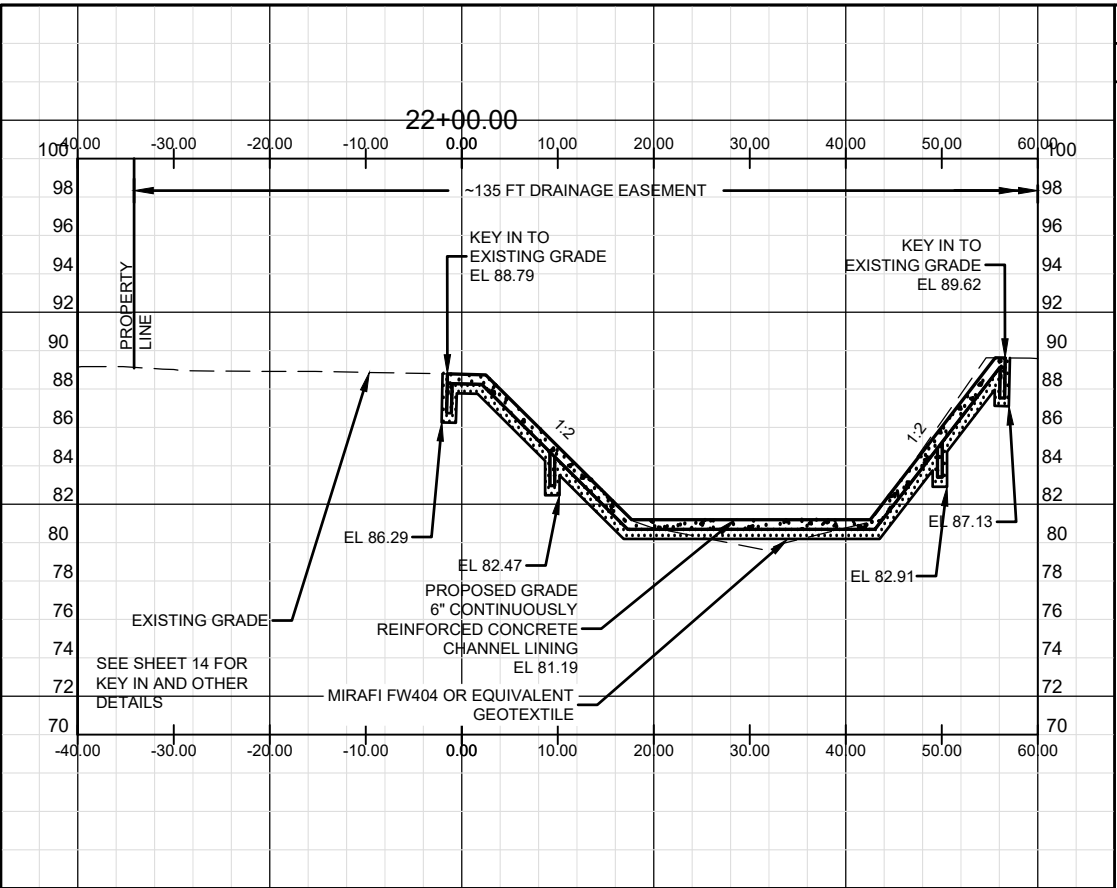 22+00.00
-40.00 -30.00 -20.00 -10.00 0.00 10.00 20.00 30.00 40.00 50.00 60.00
100 100
98 ~135 FT DRAINAGE EASEMENT 98
96 96
94 94
92 92
90 90
88 88
86 86
84 84
82 82
80 80
78 78
76 76
74 74
72 72
70 70
PROPERTY
LINE
KEY IN TO
EXISTING GRADE
EL 88.79
KEY IN TO
EXISTING GRADE
EL 89.62
1:2
1:2
EL 86.29
EL 82.47
EL 87.13
EL 82.91
PROPOSED GRADE
6" CONTINUOUSLY
REINFORCED CONCRETE
CHANNEL LINING
EL 81.19
EXISTING GRADE
SEE SHEET 14 FOR
KEY IN AND OTHER
DETAILS
MIRAFI FW404 OR EQUIVALENT
GEOTEXTILE
-40.00 -30.00 -20.00 -10.00 0.00 10.00 20.00 30.00 40.00 50.00 60.00